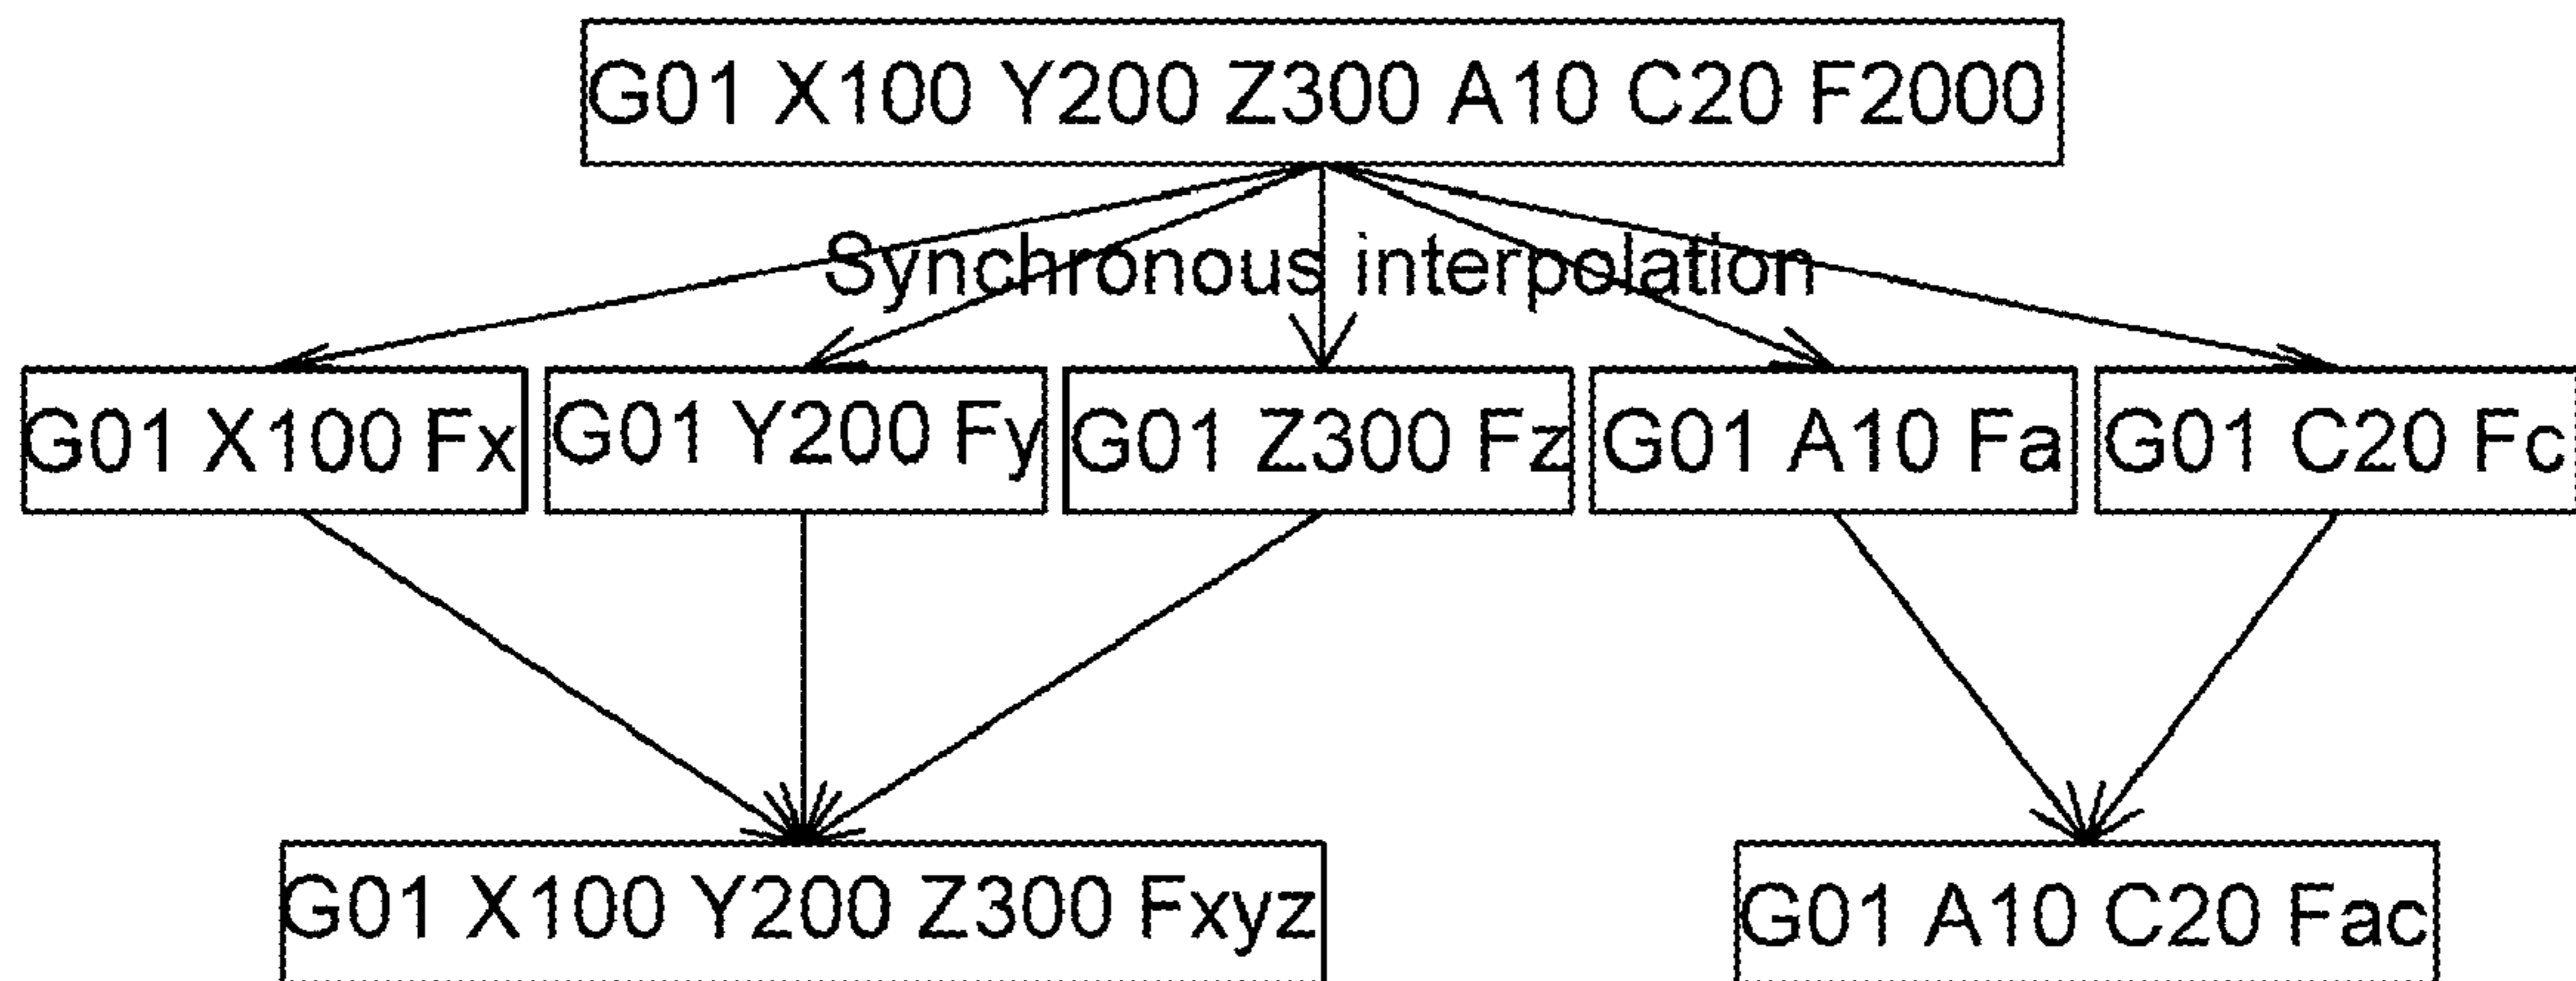 G01 X100 Y200 Z300 A10 C20 F2000
Synchronous interpolation
G01 X100 Fx
G01 Y200 Fy
G01 Z300 Fz
G01 A10 Fa
G01 C20 Fc
G01 X100 Y200 Z300 Fxyz
G01 A10 C20 Fac